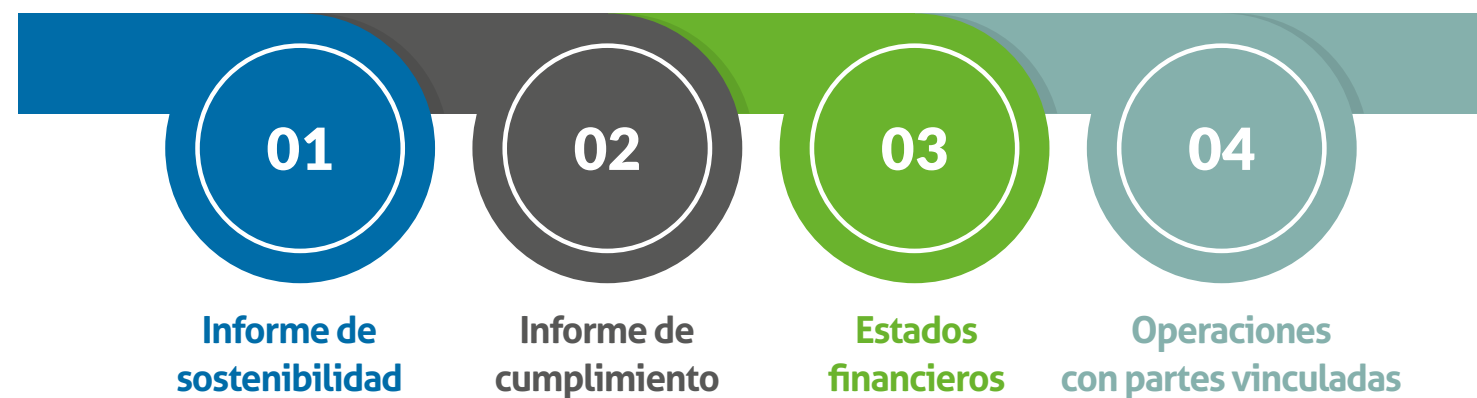 01
Informe de
sostenibilidad
02
Informe de
cumplimiento
03
Estados
financieros
04
Operaciones
con partes vinculadas